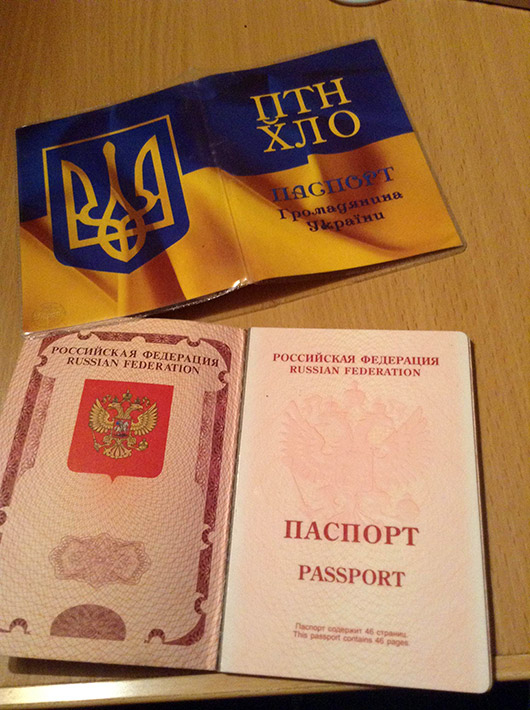 ПТН
ХЛО
ПАСПОРТ
Громадянина
України
РОССИЙСКАЯ ФЕДЕРАЦИЯ
RUSSIAN FEDERATION
РОССИЙСКАЯ ФЕДЕРАЦИЯ
RUSSIAN FEDERATION
ПАСПОРТ
PASSPORT
Паспорт содержит 46 страниц.
This passport contains 46 pages